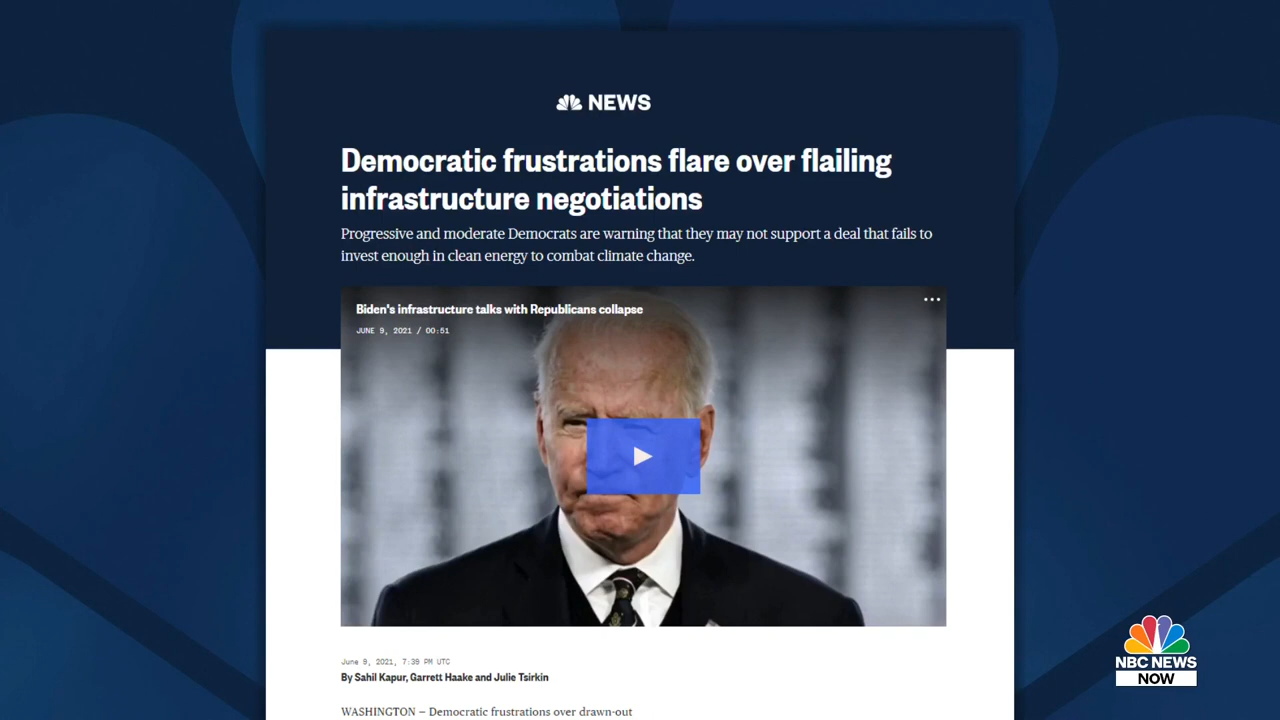 NEWS
Democratic frustrations flare over flailing
infrastructure negotiations
Progressive and moderate Democrats are warning that they may not support a deal that fails to
invest enough in clean energy to combat climate change.
Biden's infrastructure talks with Republicans collapse
JUNE 9, 2021 / 00:51
June 9, 2021, 7:39 PM UTC
By Sahil Kapur, Garrett Haake and Julie Tsirkin
WASHINGTON — Democratic frustrations over drawn-out
NBC NEWS
NOW